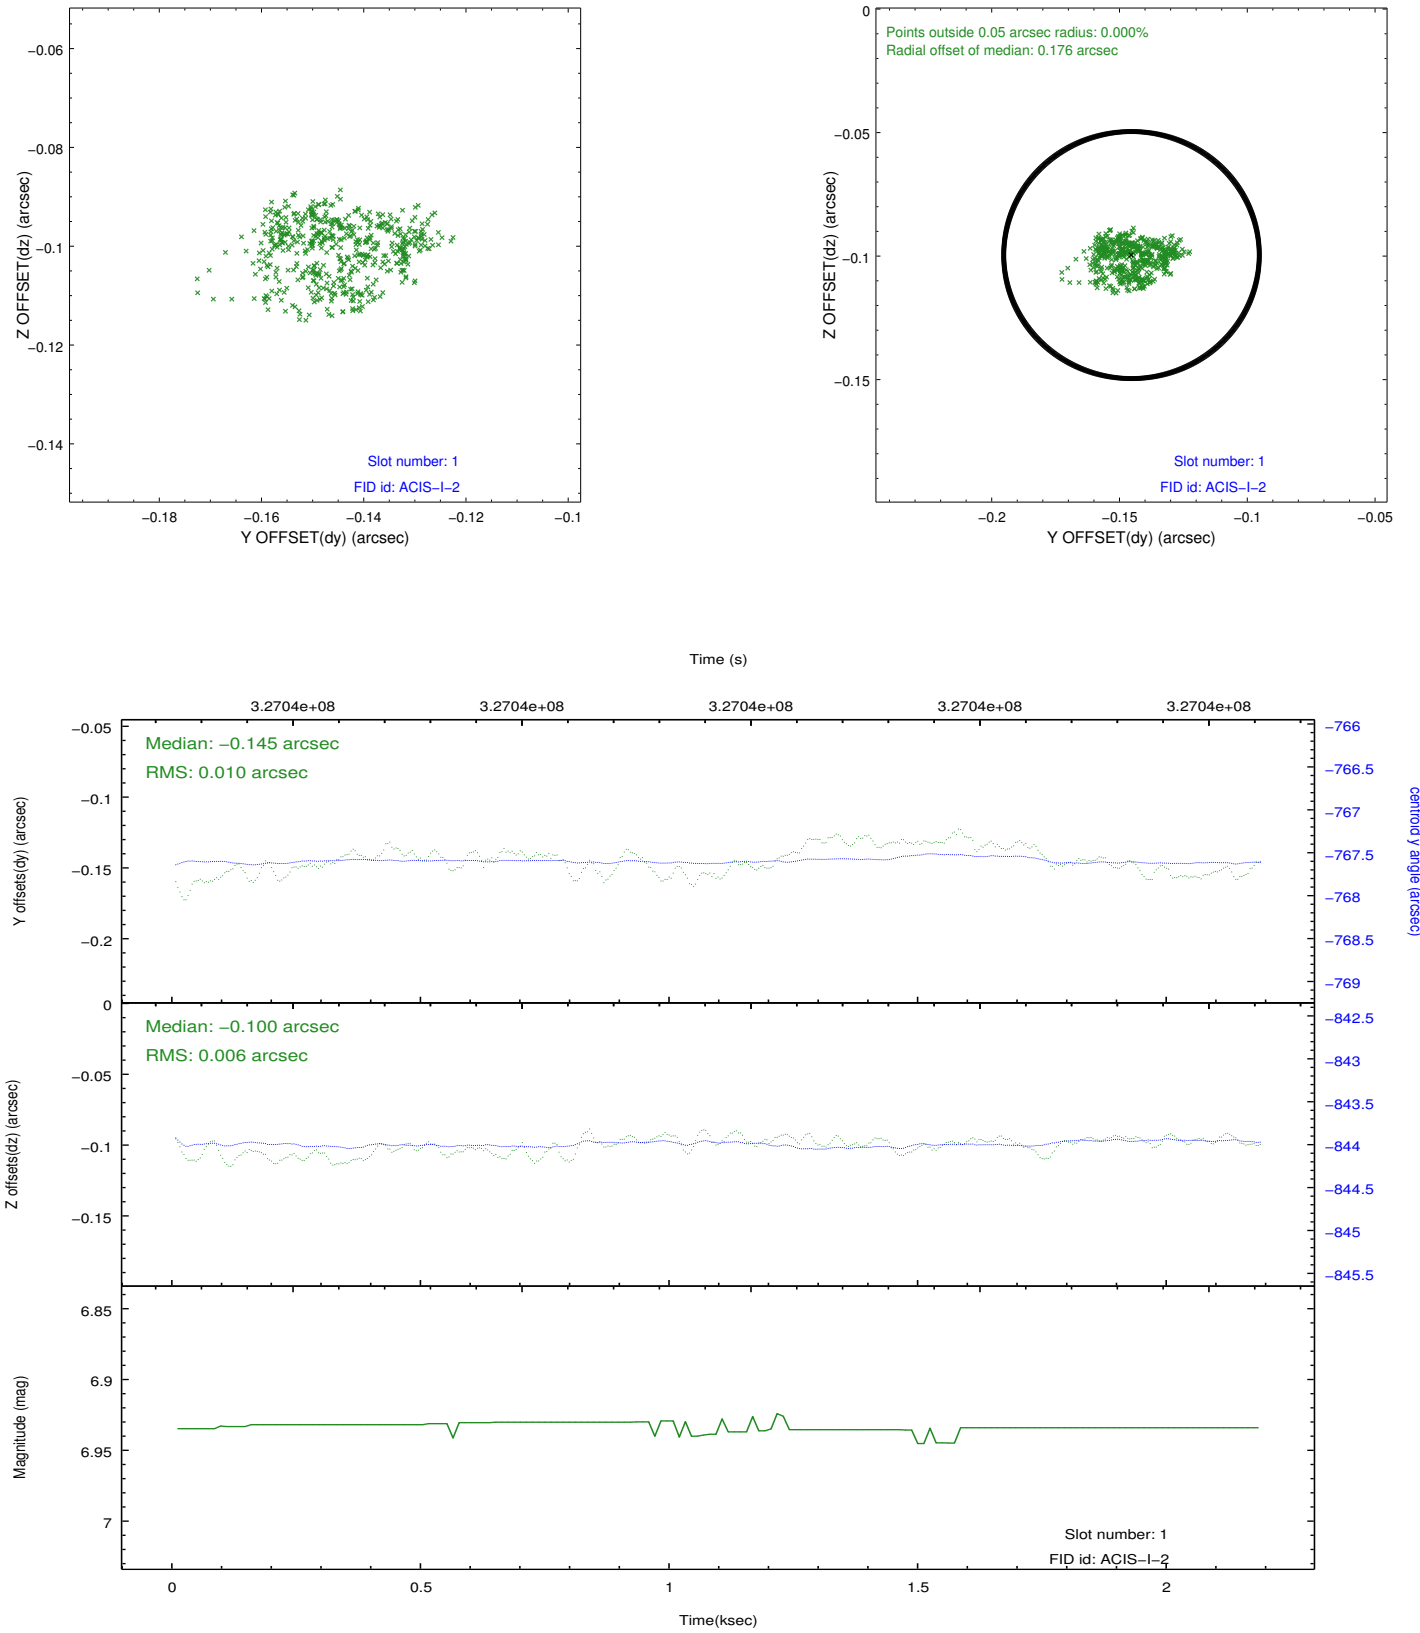 −0.06
−0.08
−0.1
−0.12
−0.14
Z OFFSET(dz) (arcsec)
Slot number: 1
FID id: ACIS−I−2
−0.18
−0.16
−0.14
−0.12
−0.1
Y OFFSET(dy) (arcsec)
0
−0.05
−0.1
−0.15
Z OFFSET(dz) (arcsec)
Points outside 0.05 arcsec radius: 0.000%
Radial offset of median: 0.176 arcsec
Slot number: 1
FID id: ACIS−I−2
−0.2
−0.15
−0.1
−0.05
Y OFFSET(dy) (arcsec)
Time (s)
3.2704e+08
3.2704e+08
3.2704e+08
3.2704e+08
3.2704e+08
−0.05
−0.1
−0.15
−0.2
Y offsets(dy) (arcsec)
Median: −0.145 arcsec
RMS: 0.010 arcsec
−766
−766.5
−767
−767.5
−768
−768.5
−769
centroid y angle (arcsec)
0
−0.05
−0.1
−0.15
Z offsets(dz) (arcsec)
Median: −0.100 arcsec
RMS: 0.006 arcsec
−842.5
−843
−843.5
−844
−844.5
−845
−845.5
6.85
6.9
6.95
7
Magnitude (mag)
Slot number: 1
FID id: ACIS−I−2
0
0.5
1
1.5
2
Time(ksec)